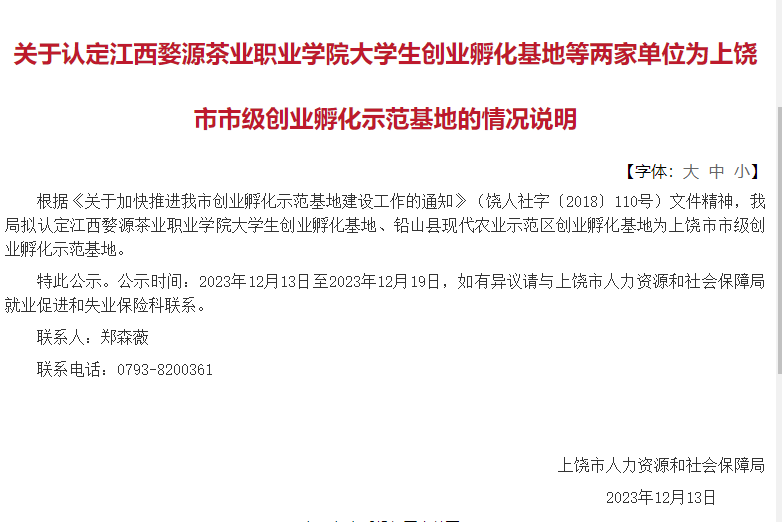 关于认定江西婺源茶业职业学院大学生创业孵化基地等两家单位为上饶
市市级创业孵化示范基地的情况说明
【字体：大 中 小】
根据《关于加快推进我市创业孵化示范基地建设工作的通知》（饶人社字〔2018〕110号）文件精神，我
局拟认定江西婺源茶业职业学院大学生创业孵化基地、铅山县现代农业示范区创业孵化基地为上饶市市级创
业孵化示范基地。
特此公示。公示时间：2023年12月13日至2023年12月19日，如有异议请与上饶市人力资源和社会保障局
就业促进和失业保险科联系。
联系人：郑森薇
联系电话：0793-8200361
上饶市人力资源和社会保障局
2023年12月13日